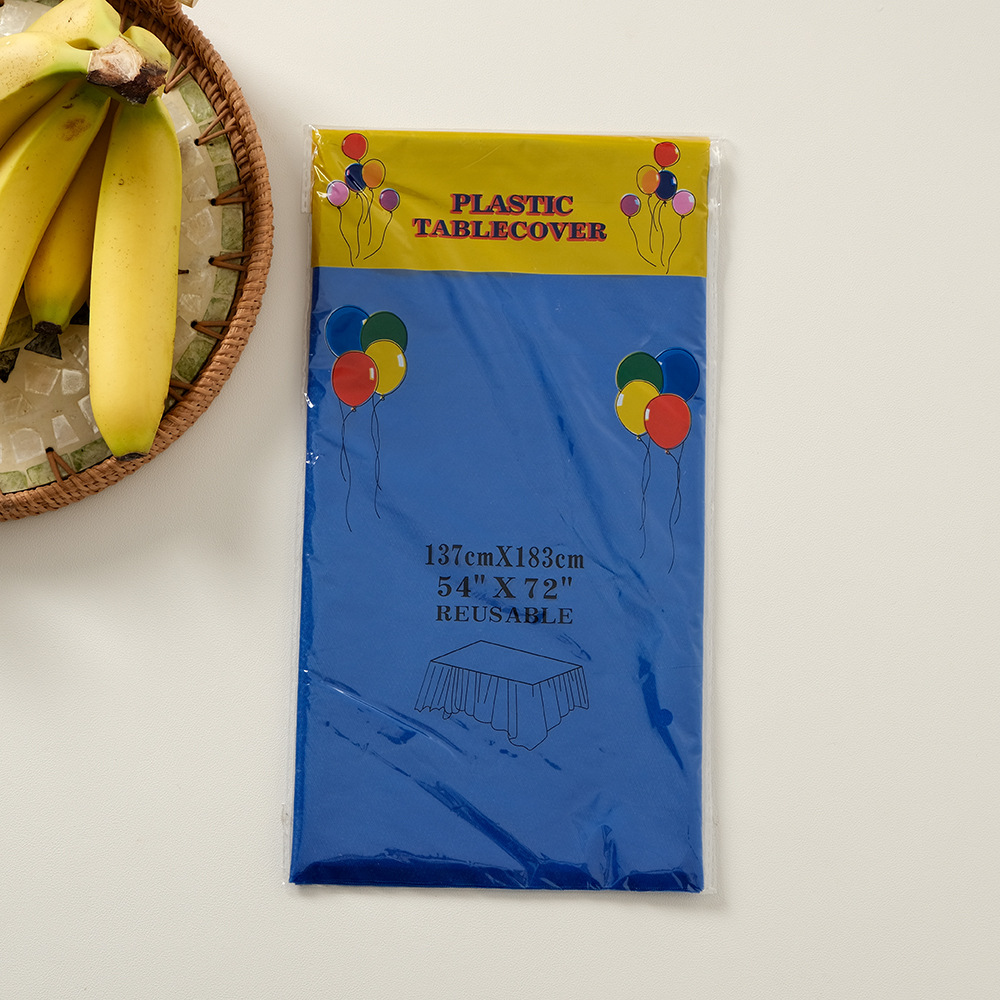 PLASTIC
TABLECOVER
137cmX183cm
54" X 72"
REUSABLE